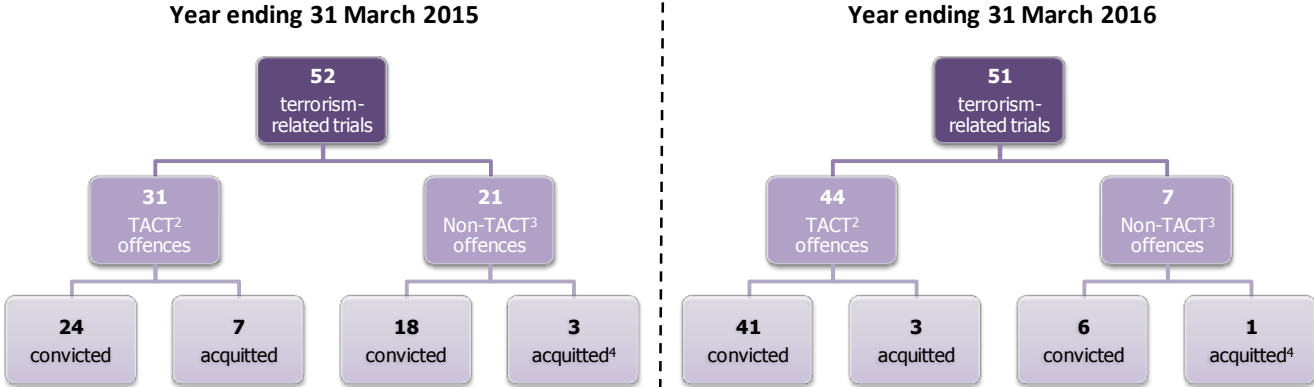 Year ending 31 March 2015
52
terrorism-
related trials
31
TACT²
offences
21
Non-TACT³
offences
24
convicted
7
acquitted
18
convicted
3
acquitted⁴
Year ending 31 March 2016
51
terrorism-
related trials
44
TACT²
offences
7
Non-TACT³
offences
41
convicted
3
acquitted
6
convicted
1
acquitted⁴